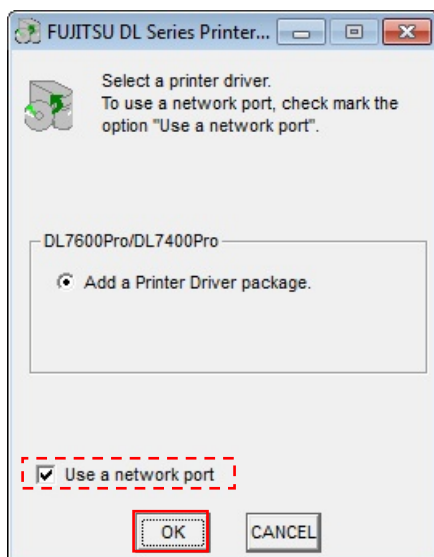 FUJITSU DL Series Printer...
Select a printer driver.
To use a network port, check mark the
option "Use a network port".
DL7600Pro/DL7400Pro
Add a Printer Driver package.
Use a network port
OK
CANCEL